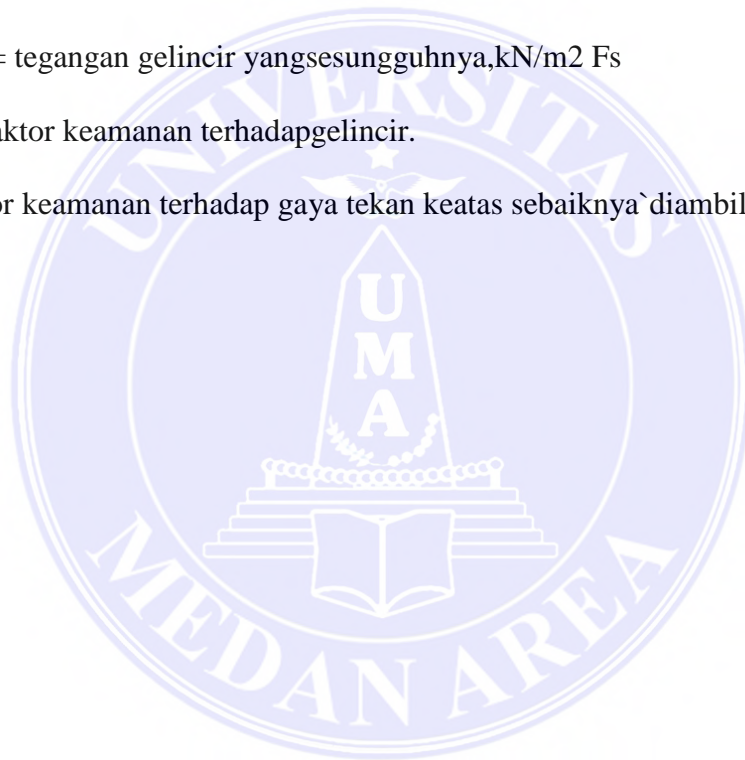 = tegangan gelincir yangsesungguhnya,kN/m2 Fs
aktor keamanan terhadapgelincir.
or keamanan terhadap gaya tekan keatas sebaiknya`diambil
UNIVERSITAS
U
M
A
MEDAN AREA